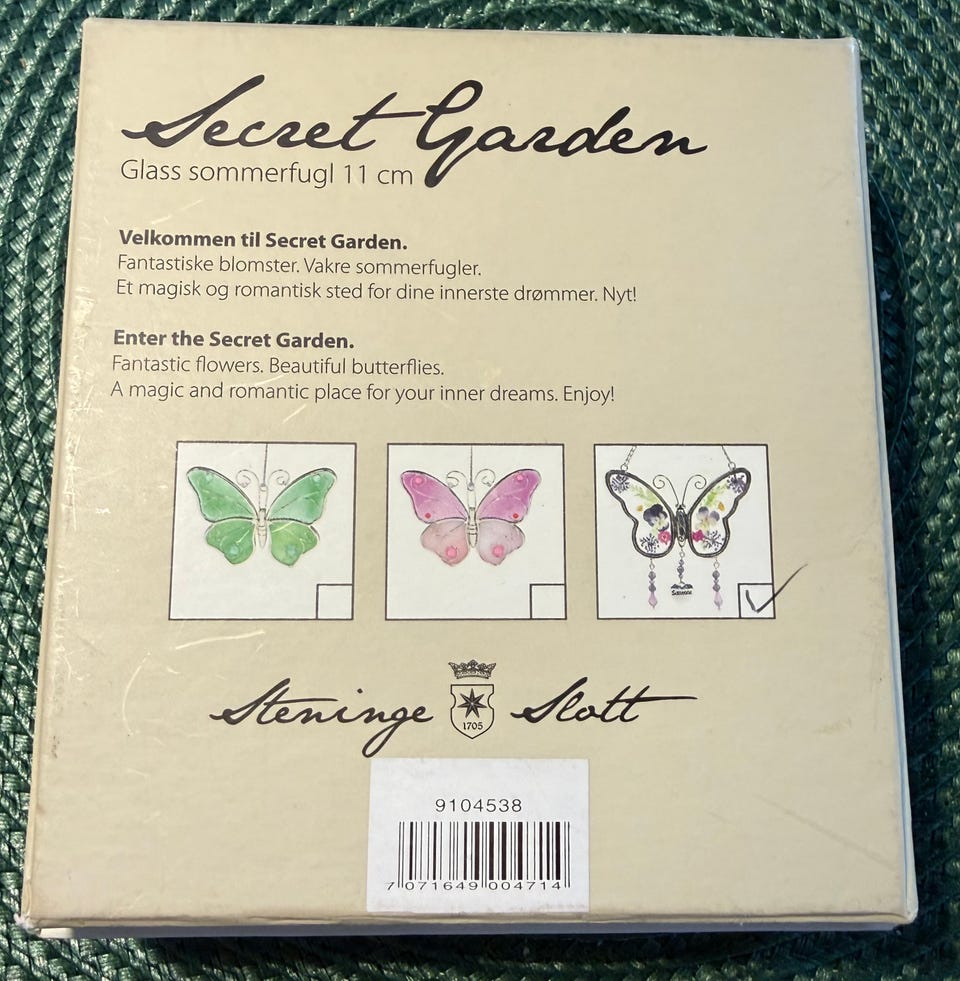 Secret Garden
Glass sommerfugl 11 cm
Velkommen til Secret Garden.
Fantastiske blomster. Vakre sommerfugler.
Et magisk og romantisk sted for dine innerste drømmer. Nyt!
Enter the Secret Garden.
Fantastic flowers. Beautiful butterflies.
A magic and romantic place for your inner dreams. Enjoy!
Steninge Slott
1705
9104538
7 071649 004714